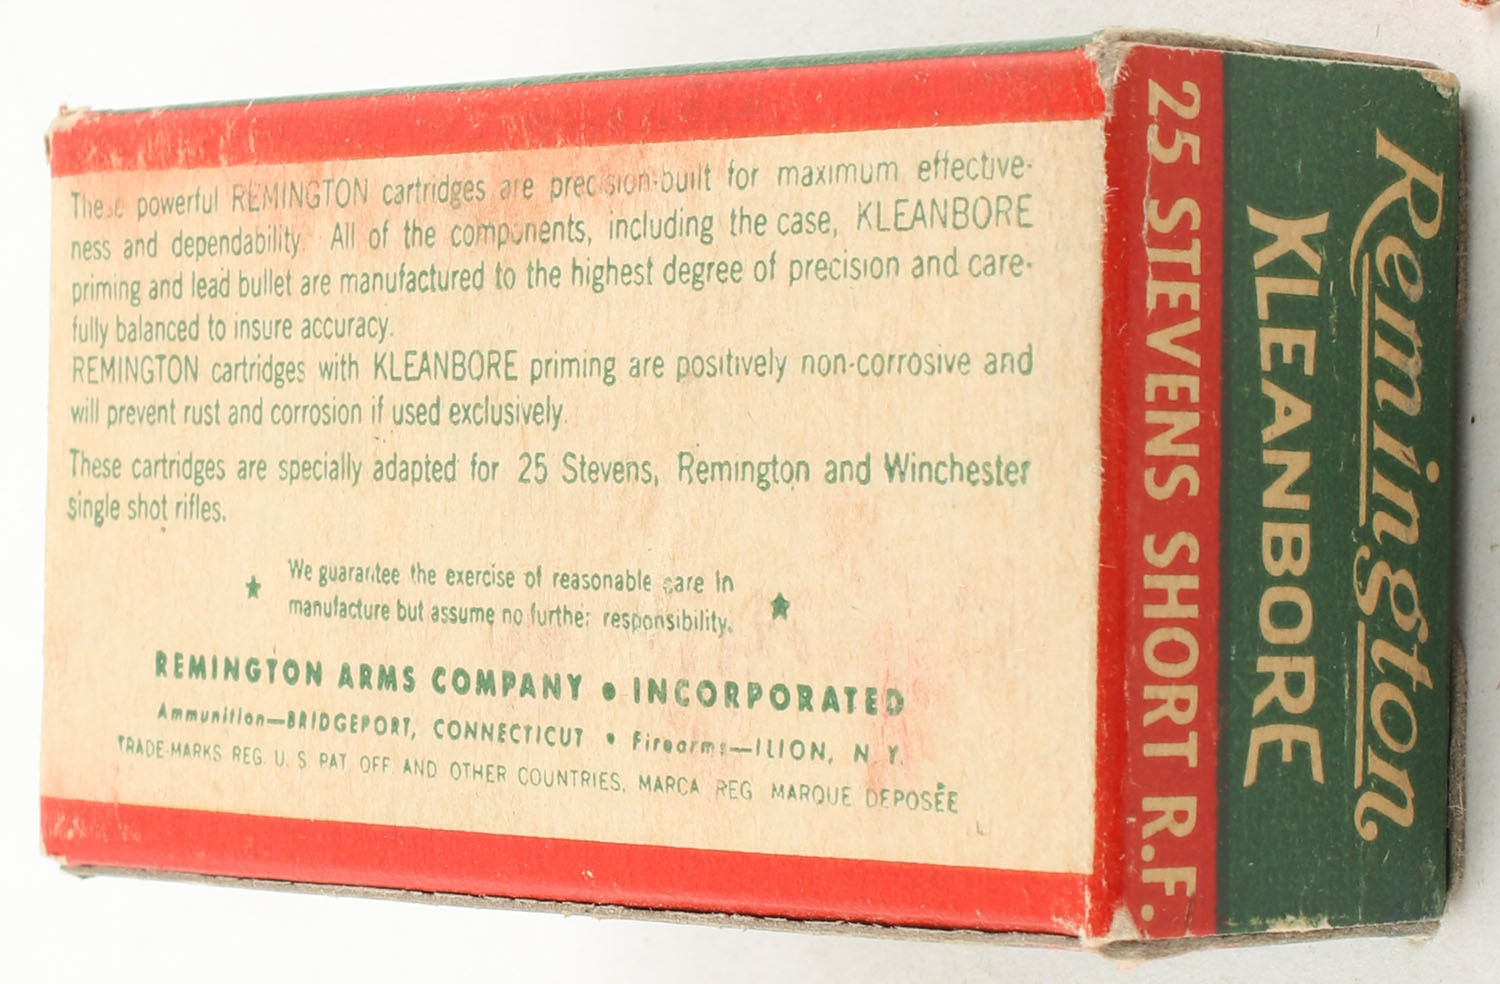 These powerful REMINGTON cartridges are precision-built for maximum effective-
ness and dependability. All of the components, including the case, KLEANBORE
priming and lead bullet are manufactured to the highest degree of precision and care-
fully balanced to insure accuracy.
REMINGTON cartridges with KLEANBORE priming are positively non-corrosive and
will prevent rust and corrosion if used exclusively.
These cartridges are specially adapted for 25 Stevens, Remington and Winchester
single shot rifles.
We guarantee the exercise of reasonable care in
manufacture but assume no further responsibility.
REMINGTON ARMS COMPANY • INCORPORATED
Ammunition—BRIDGEPORT, CONNECTICUT • Firearms—ILION, N. Y.
TRADE-MARKS REG. U. S. PAT. OFF. AND OTHER COUNTRIES, MARCA REG. MARQUE DEPOSÉE
Remington
KLEANBORE
25 STEVENS SHORT R.F.